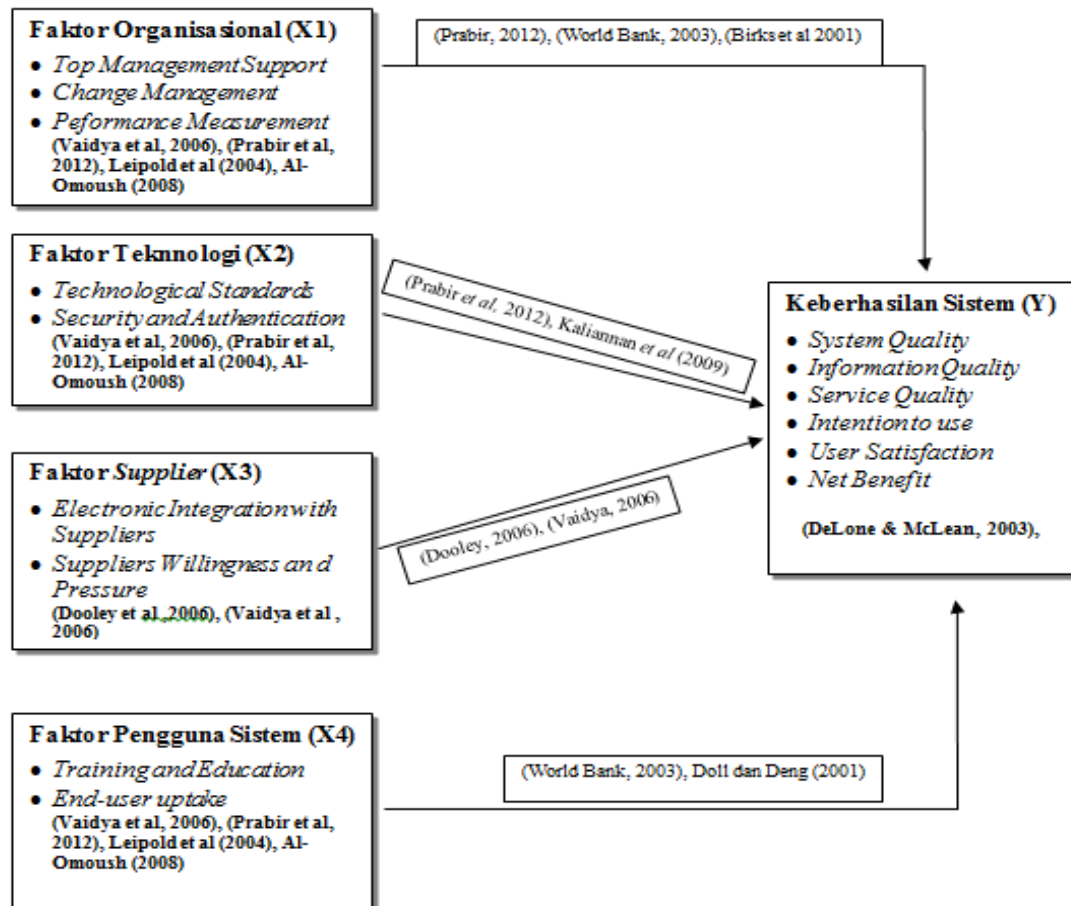 Faktor Organisasional (X1)
• Top Management Support
• Change Management
• Peformance Measurement
(Vaidya et al, 2006), (Prabir et al,
2012), Leipold et al (2004), Al-
Omoush (2008)
(Prabir, 2012), (World Bank, 2003), (Birks et al 2001)
Faktor Teknnologi (X2)
• Technological Standards
• Security and Authentication
(Vaidya et al, 2006), (Prabir et al,
2012), Leipold et al (2004), Al-
Omoush (2008)
(Prabir et al, 2012), Kaliannan et al (2009)
Faktor Supplier (X3)
• Electronic Integration with
Suppliers
• Suppliers Willingness and
Pressure
(Dooley et al ,2006), (Vaidya et al ,
2006)
(Dooley, 2006), (Vaidya, 2006)
Faktor Pengguna Sistem (X4)
• Training and Education
• End-user uptake
(Vaidya et al, 2006), (Prabir et al,
2012), Leipold et al (2004), Al-
Omoush (2008)
(World Bank, 2003), Doll dan Deng (2001)
Keberhasilan Sistem (Y)
• System Quality
• Information Quality
• Service Quality
• Intention to use
• User Satisfaction
• Net Benefit
(DeLone & McLean, 2003),